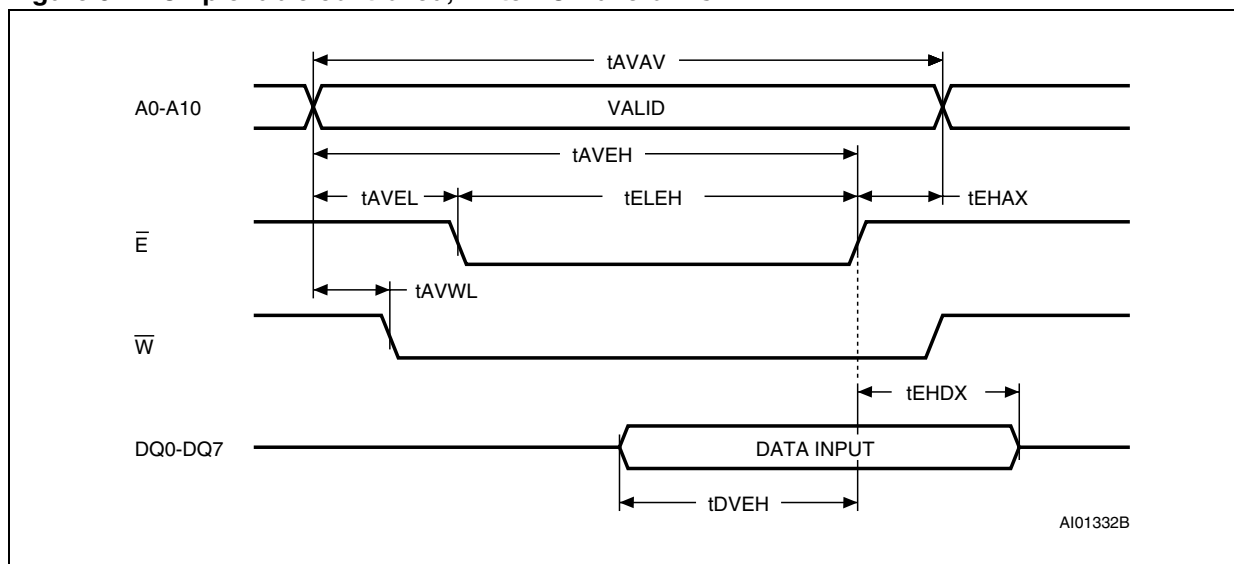 tAVAV
A0-A10
VALID
tAVEH
tAVEL
tELEH
tEHAX
E̅
tAVWL
W̅
tEHDX
DQ0-DQ7
DATA INPUT
tDVEH
AI01332B